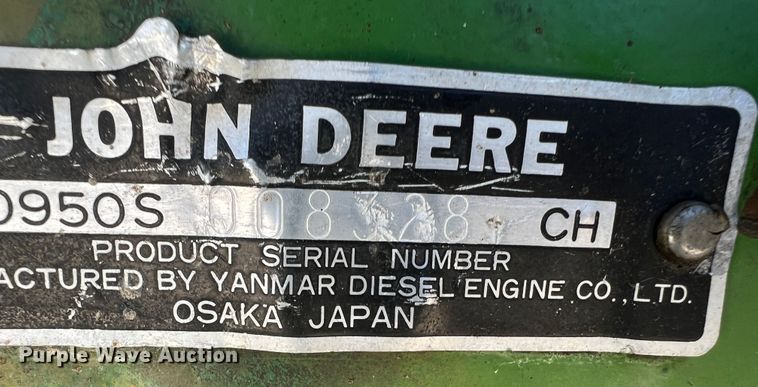 JOHN DEERE
0950S 008328 CH
PRODUCT SERIAL NUMBER
ACTURED BY YANMAR DIESEL ENGINE CO., LTD.
OSAKA JAPAN
Purple Wave Auction